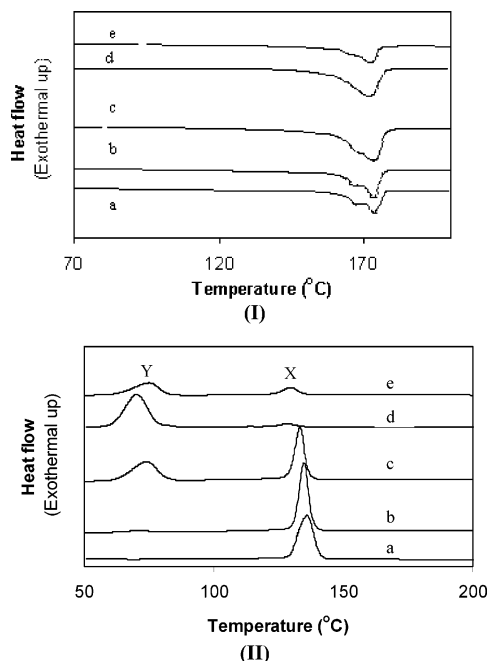 e
d
c
b
a
Heat flow
(Exothermal up)
70
120
170
Temperature (°C)
(I)
Y
X
e
d
c
b
a
Heat flow
(Exothermal up)
50
100
150
200
Temperature (°C)
(II)